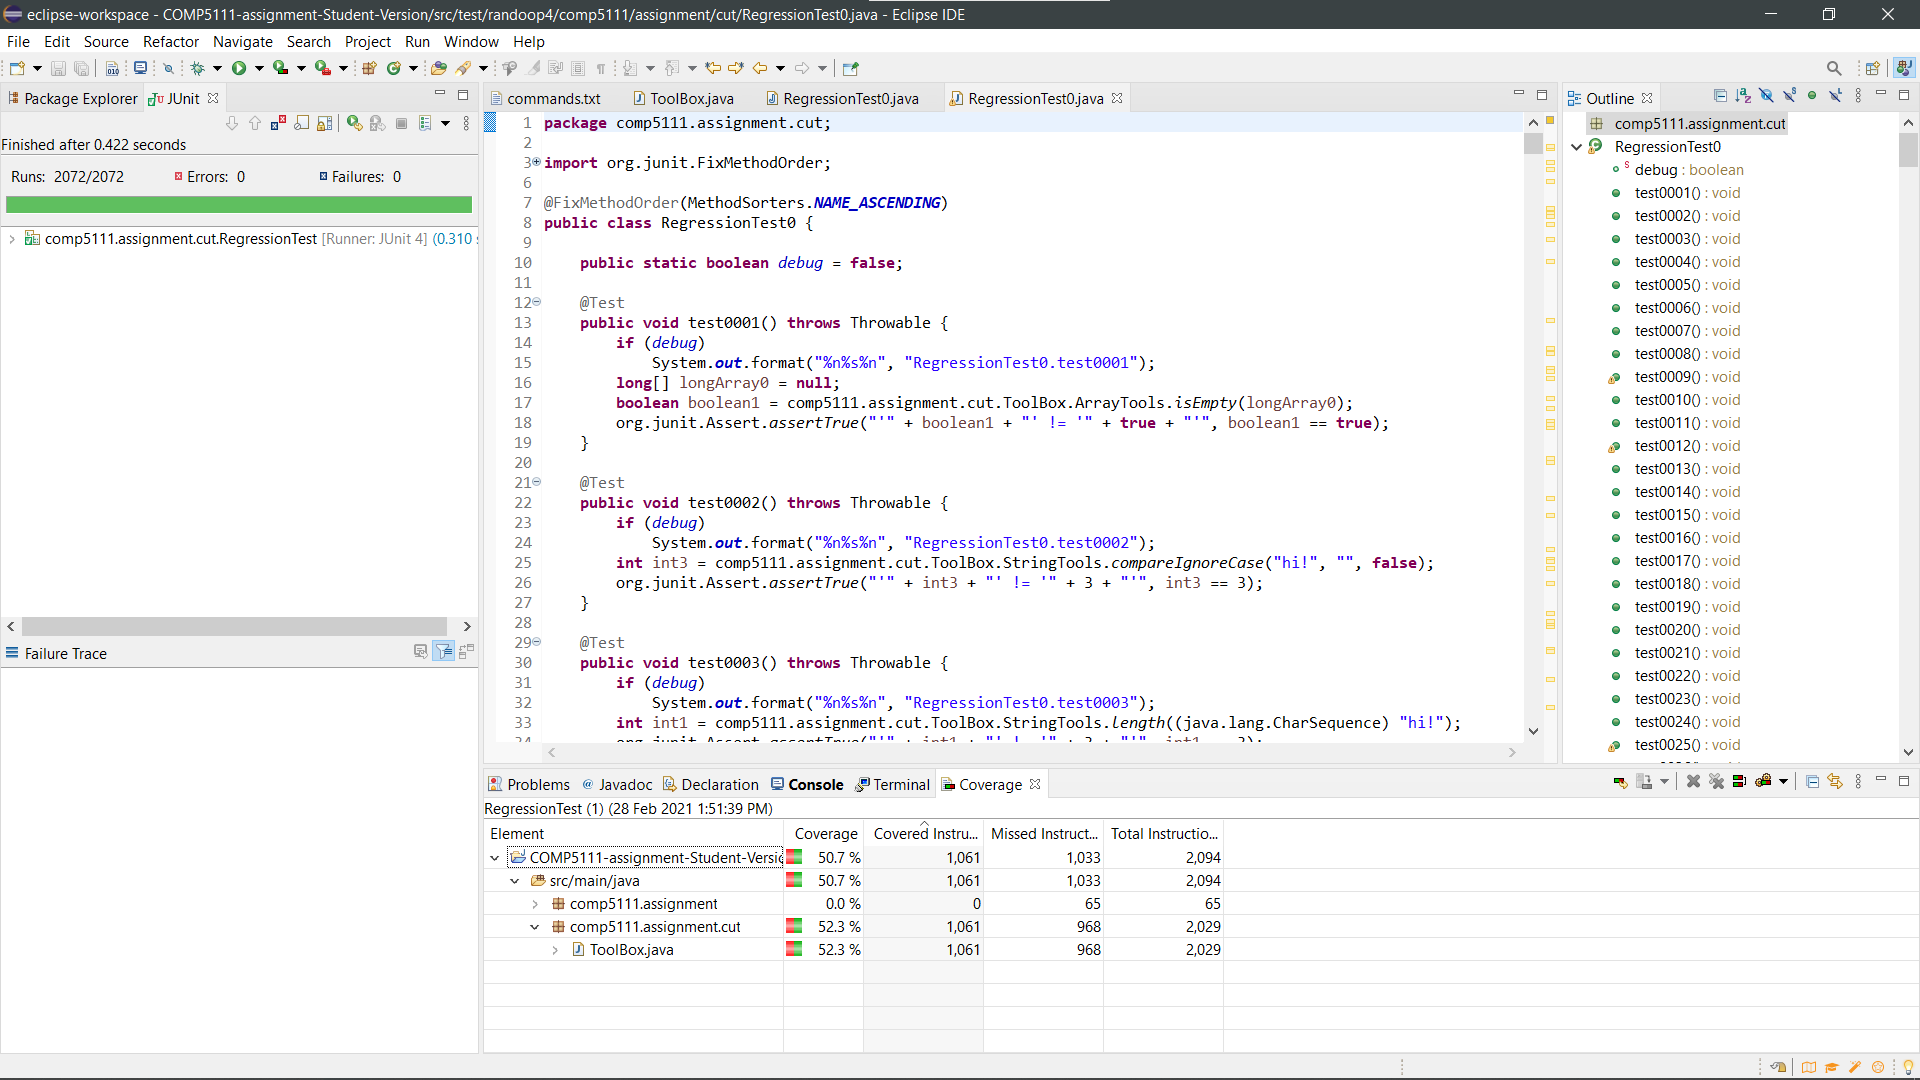 eclipse-workspace - COMP5111-assignment-Student-Version/src/test/randoop4/comp5111/assignment/cut/RegressionTest0.java - Eclipse IDE
File Edit Source Refactor Navigate Search Project Run Window Help
Package Explorer JUnit
Finished after 0.422 seconds
Runs: 2072/2072 Errors: 0 Failures: 0
comp5111.assignment.cut.RegressionTest [Runner: JUnit 4] (0.310 s
Failure Trace
commands.txt ToolBox.java RegressionTest0.java RegressionTest0.java
1 package comp5111.assignment.cut;
2
3 import org.junit.FixMethodOrder;
6
7 @FixMethodOrder(MethodSorters.NAME_ASCENDING)
8 public class RegressionTest0 {
9
10 public static boolean debug = false;
11
12 @Test
13 public void test0001() throws Throwable {
14 if (debug)
15 System.out.format("%n%s%n", "RegressionTest0.test0001");
16 long[] longArray0 = null;
17 boolean boolean1 = comp5111.assignment.cut.ToolBox.ArrayTools.isEmpty(longArray0);
18 org.junit.Assert.assertTrue("'" + boolean1 + "' != '" + true + "'", boolean1 == true);
19 }
20
21 @Test
22 public void test0002() throws Throwable {
23 if (debug)
24 System.out.format("%n%s%n", "RegressionTest0.test0002");
25 int int3 = comp5111.assignment.cut.ToolBox.StringTools.compareIgnoreCase("hi!", "", false);
26 org.junit.Assert.assertTrue("'" + int3 + "' != '" + 3 + "'", int3 == 3);
27 }
28
29 @Test
30 public void test0003() throws Throwable {
31 if (debug)
32 System.out.format("%n%s%n", "RegressionTest0.test0003");
33 int int1 = comp5111.assignment.cut.ToolBox.StringTools.length((java.lang.CharSequence) "hi!");
34 org.junit.Assert.assertTrue("'" + int1 + "' != '" + 3 + "'", int1 == 3);
Outline
comp5111.assignment.cut
RegressionTest0
debug : boolean
test0001() : void
test0002() : void
test0003() : void
test0004() : void
test0005() : void
test0006() : void
test0007() : void
test0008() : void
test0009() : void
test0010() : void
test0011() : void
test0012() : void
test0013() : void
test0014() : void
test0015() : void
test0016() : void
test0017() : void
test0018() : void
test0019() : void
test0020() : void
test0021() : void
test0022() : void
test0023() : void
test0024() : void
test0025() : void
Problems Javadoc Declaration Console Terminal Coverage
RegressionTest (1) (28 Feb 2021 1:51:39 PM)
Element Coverage Covered Instru... Missed Instruct... Total Instructio...
COMP5111-assignment-Student-Versio 50.7 % 1,061 1,033 2,094
src/main/java 50.7 % 1,061 1,033 2,094
comp5111.assignment 0.0 % 0 65 65
comp5111.assignment.cut 52.3 % 1,061 968 2,029
ToolBox.java 52.3 % 1,061 968 2,029